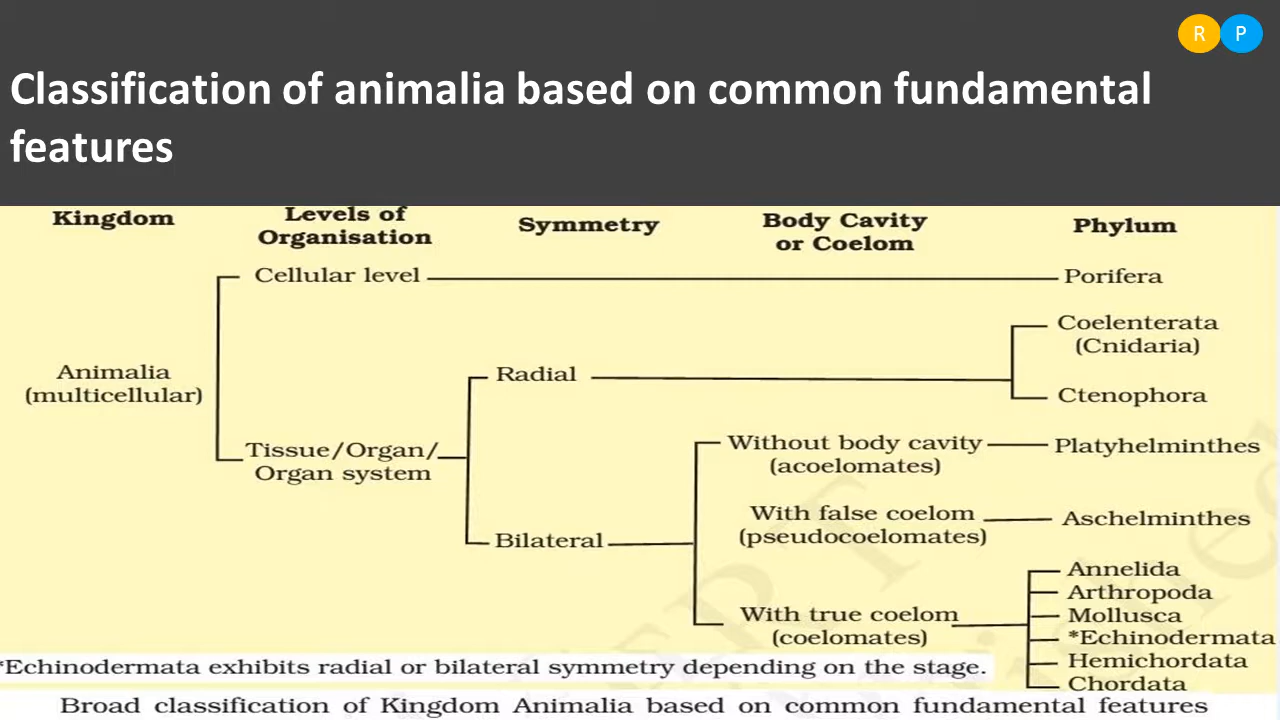 R P
Classification of animalia based on common fundamental
features
Kingdom
Levels of
Organisation
Symmetry
Body Cavity
or Coelom
Phylum
Cellular level
Porifera
Animalia
(multicellular)
Radial
Coelenterata
(Cnidaria)
Ctenophora
Tissue/Organ/
Organ system
Without body cavity
(acoelomates)
Platyhelminthes
With false coelom
(pseudocoelomates)
Aschelminthes
Bilateral
With true coelom
(coelomates)
Annelida
Arthropoda
Mollusca
*Echinodermata
Hemichordata
Chordata
*Echinodermata exhibits radial or bilateral symmetry depending on the stage.
Broad classification of Kingdom Animalia based on common fundamental features